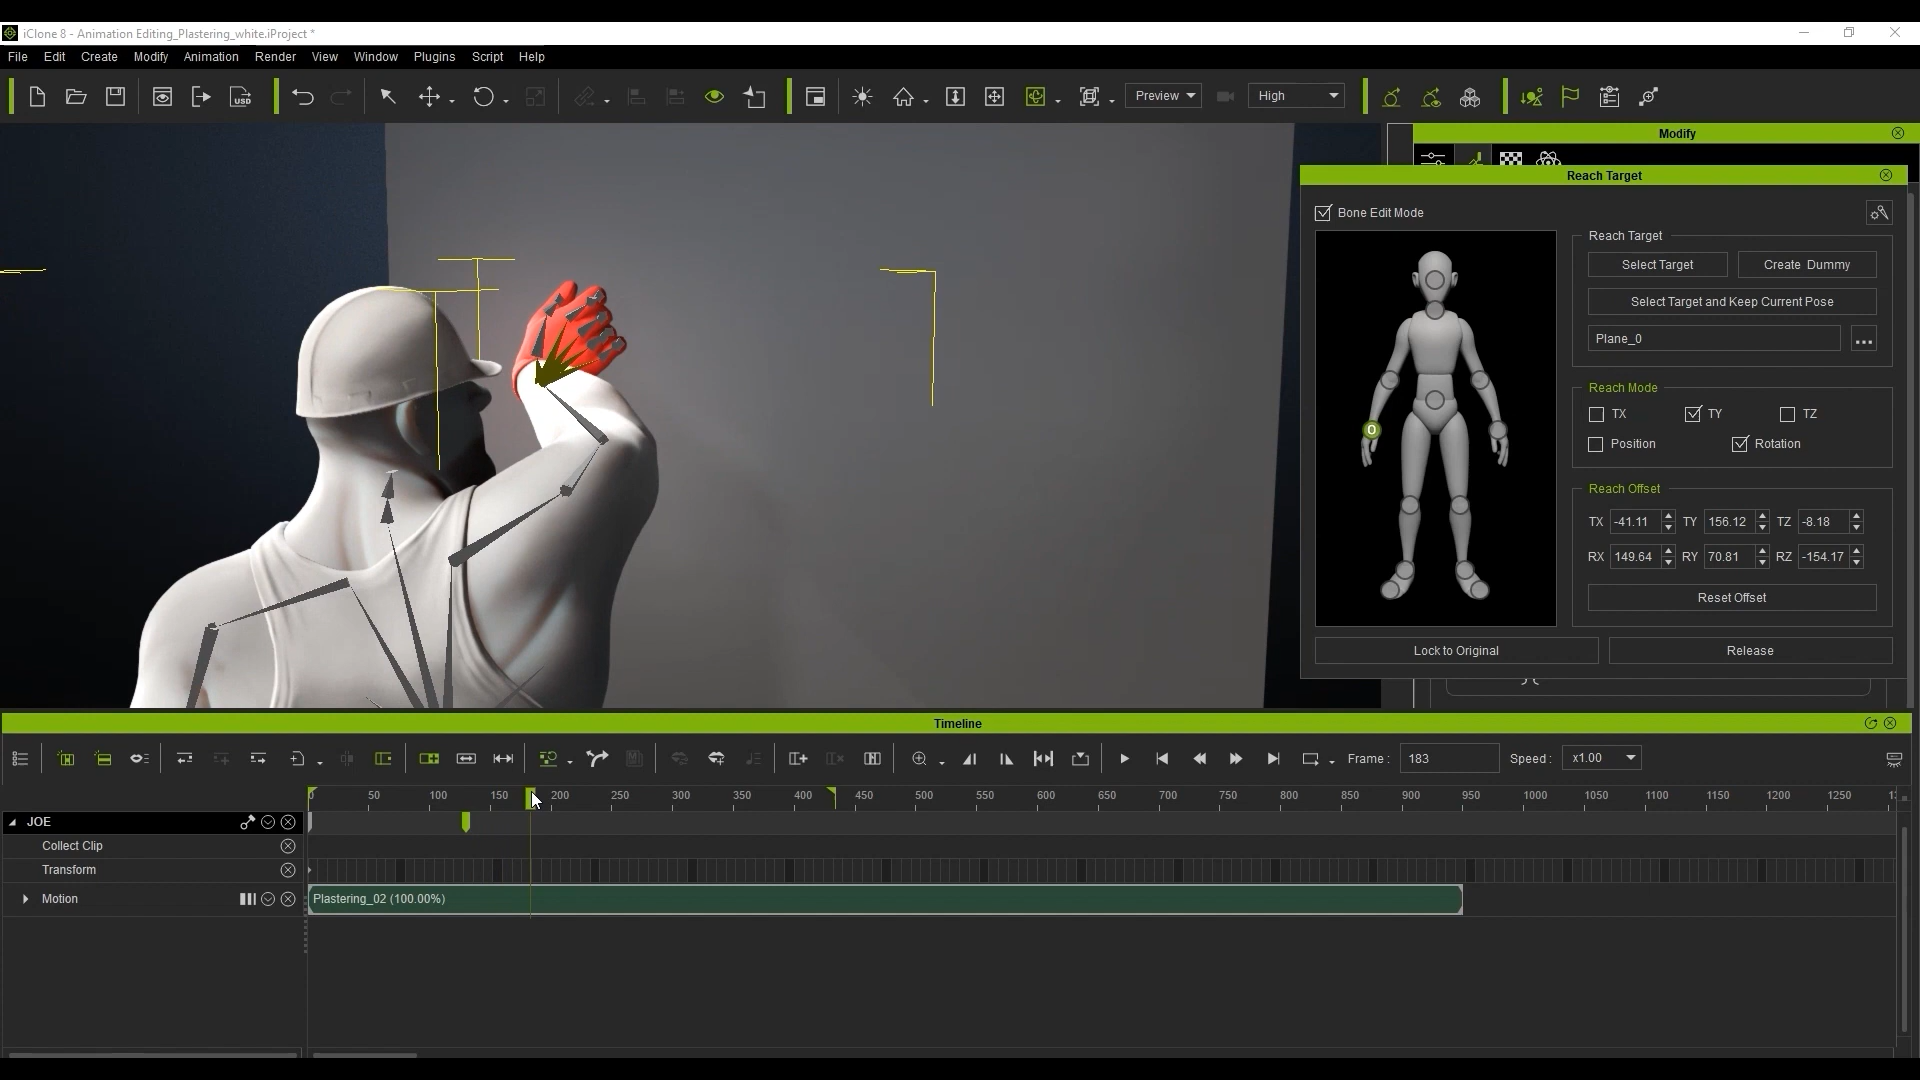 iClone 8 - Animation Editing_Plastering_white.iProject *
File Edit Create Modify Animation Render View Window Plugins Script Help
USD Preview High
Modify
Reach Target
Bone Edit Mode
Reach Target
Select Target Create Dummy
Select Target and Keep Current Pose
Plane_0 ...
Reach Mode
TX TY TZ
Position Rotation
O
Reach Offset
TX -41.11 TY 156.12 TZ -8.18
RX 149.64 RY 70.81 RZ -154.17
Reset Offset
Lock to Original Release
Timeline
Frame : 183 Speed : x1.00
0 50 100 150 200 250 300 350 400 450 500 550 600 650 700 750 800 850 900 950 1000 1050 1100 1150 1200 1250
JOE
Collect Clip
Transform
Motion Plastering_02 (100.00%)